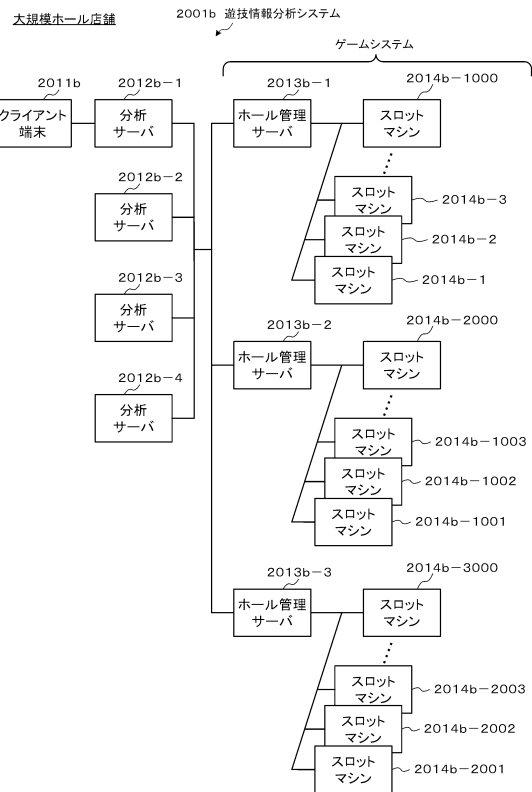 大規模ホール店舗
2001b 遊技情報分析システム
ゲームシステム
2011b
クライアント
端末
2012b-1
分析
サーバ
2012b-2
分析
サーバ
2012b-3
分析
サーバ
2012b-4
分析
サーバ
2013b-1
ホール管理
サーバ
2014b-1000
スロット
マシン
スロット
マシン
2014b-3
スロット
マシン
2014b-2
スロット
マシン
2014b-1
2013b-2
ホール管理
サーバ
2014b-2000
スロット
マシン
スロット
マシン
2014b-1003
スロット
マシン
2014b-1002
スロット
マシン
2014b-1001
2013b-3
ホール管理
サーバ
2014b-3000
スロット
マシン
スロット
マシン
2014b-2003
スロット
マシン
2014b-2002
スロット
マシン
2014b-2001